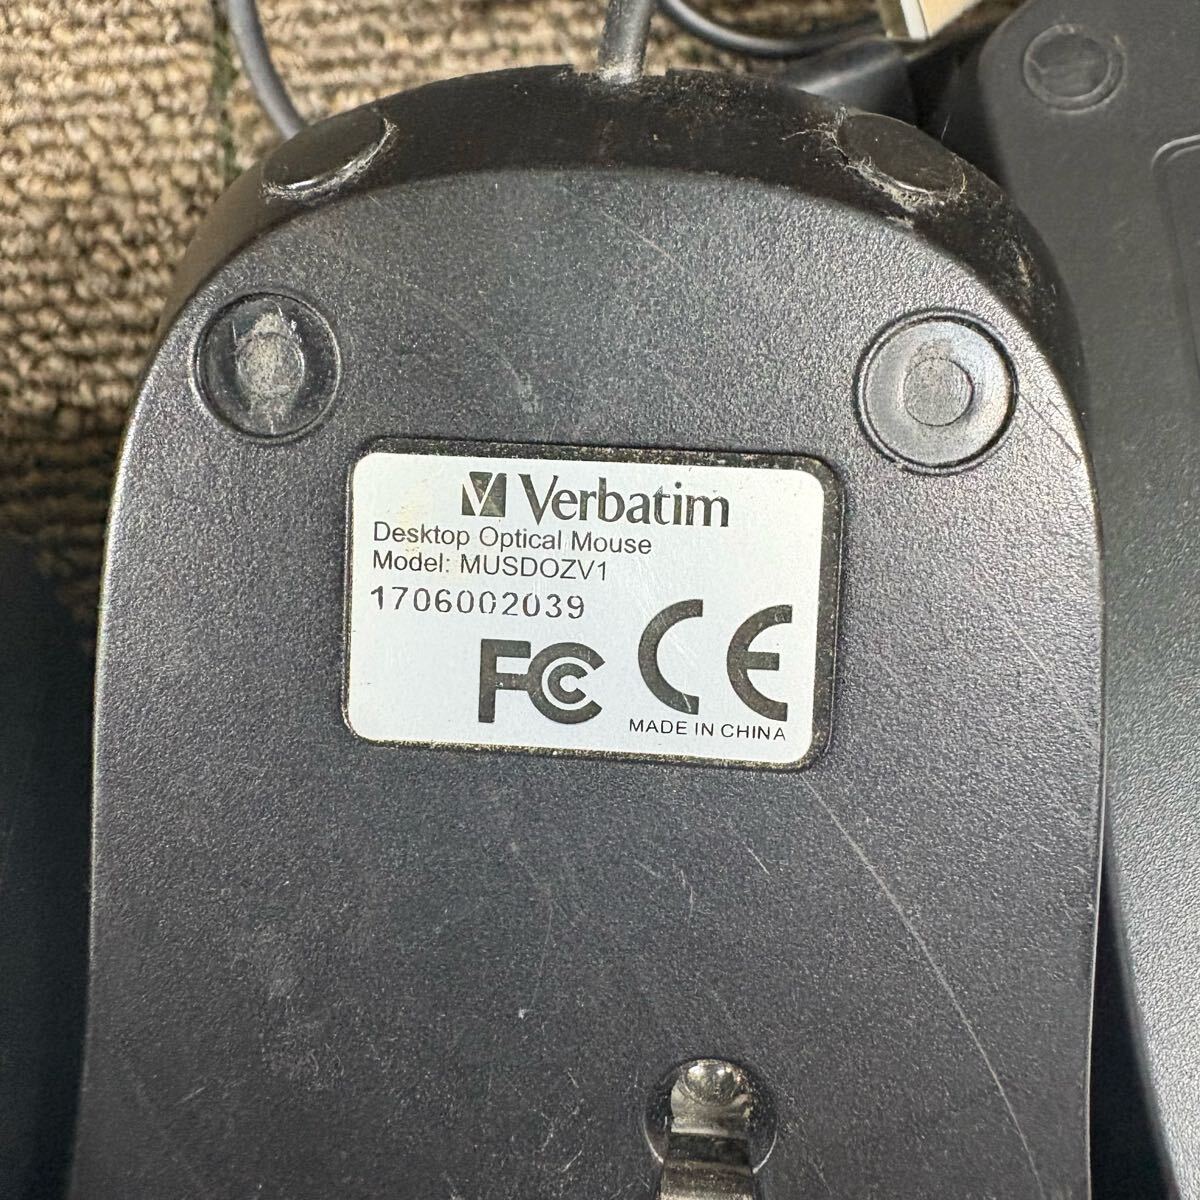 Verbatim
Desktop Optical Mouse
Model: MUSDOZV1
1706002039
FC CE
MADE IN CHINA